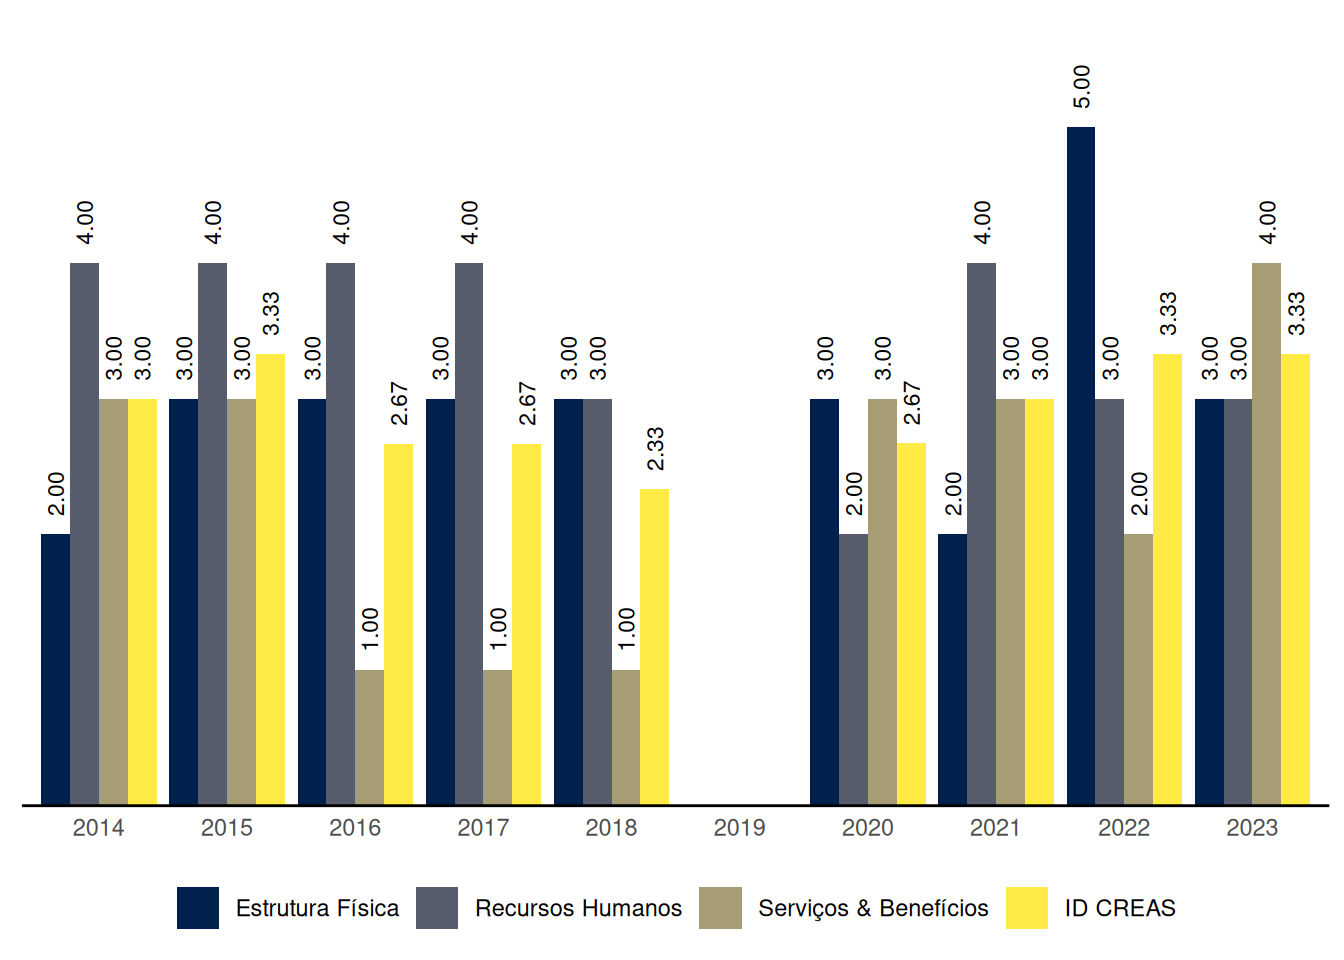 5.00
4.00 4.00 4.00 4.00 4.00 4.00
3.33 3.33 3.33
3.00 3.00 3.00 3.00 3.00 3.00 3.00 3.00 3.00 3.00 3.00 3.00 3.00 3.00 3.00
2.67 2.67 2.67
2.33
2.00 2.00 2.00 2.00
1.00 1.00 1.00
2014 2015 2016 2017 2018 2019 2020 2021 2022 2023
Estrutura Física Recursos Humanos Serviços & Benefícios ID CREAS